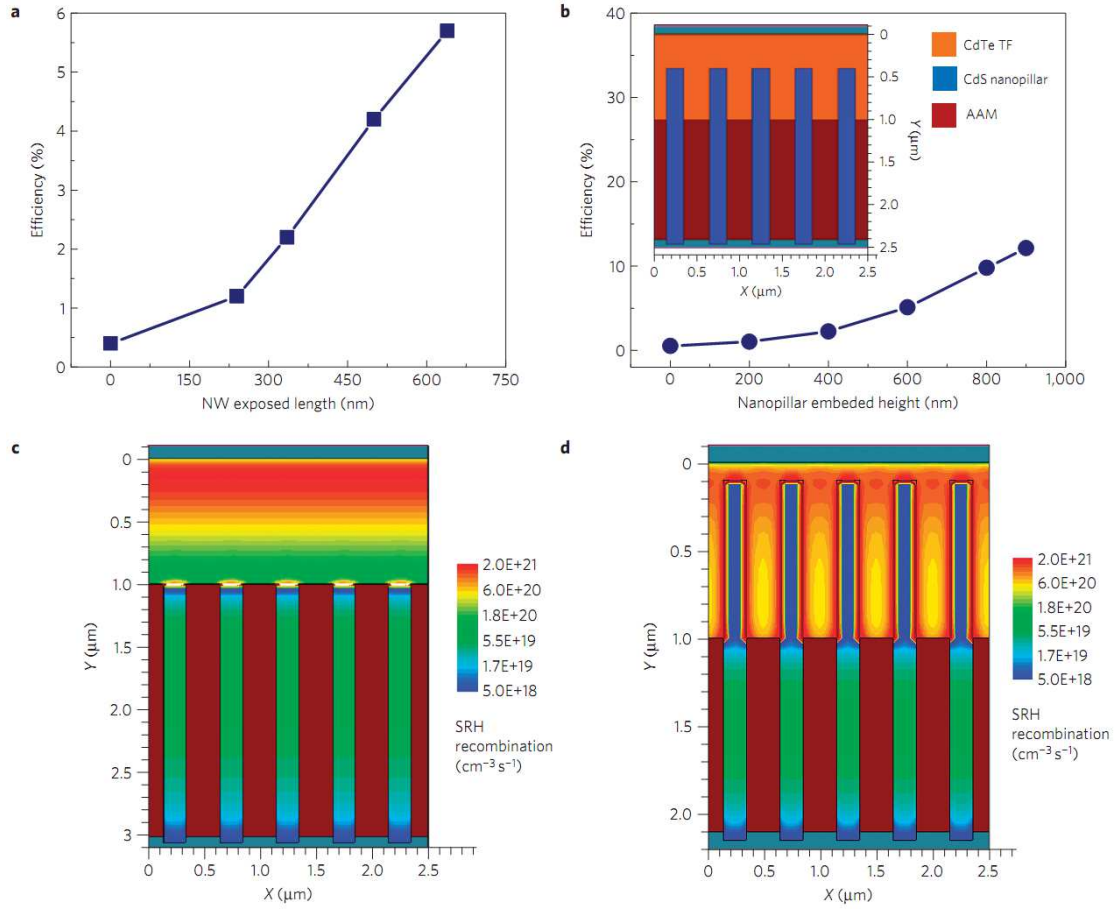 a
Efficiency (%)
6
5
4
3
2
1
0
0 150 300 450 600 750
NW exposed length (nm)
b
Efficiency (%)
40
30
20
10
0
0 200 400 600 800 1,000
Nanopillar embeded height (nm)
0
0.5
1.0
1.5
2.0
2.5
Y (µm)
0 0.5 1.0 1.5 2.0 2.5
X (µm)
CdTe TF
CdS nanopillar
AAM
c
Y (µm)
0
0.5
1.0
1.0
2.0
2.5
3
0 0.5 1.0 1.5 2.0 2.5
X (µm)
2.0E+21
6.0E+20
1.8E+20
5.5E+19
1.7E+19
5.0E+18
SRH
recombination
(cm⁻³ s⁻¹)
d
Y (µm)
0
0.5
1.0
1.5
2.0
0 0.5 1.0 1.5 2.0 2.5
X (µm)
2.0E+21
6.0E+20
1.8E+20
5.5E+19
1.7E+19
5.0E+18
SRH
recombination
(cm⁻³ s⁻¹)